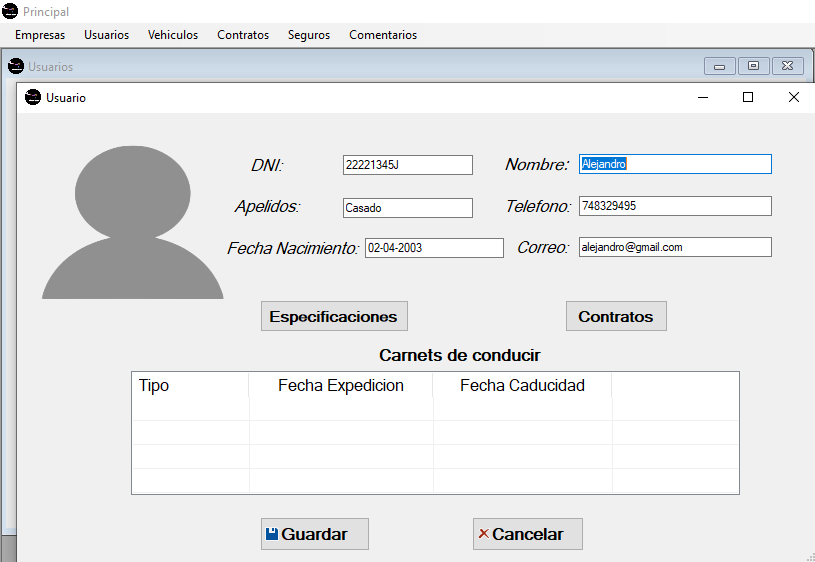 Principal
Empresas Usuarios Vehiculos Contratos Seguros Comentarios
Usuarios
Usuario
DNI: 22221345J Nombre: Alejandro
Apelidos: Casado Telefono: 748329495
Fecha Nacimiento: 02-04-2003 Correo: alejandro@gmail.com
Especificaciones Contratos
Carnets de conducir
Tipo Fecha Expedicion Fecha Caducidad
Guardar Cancelar